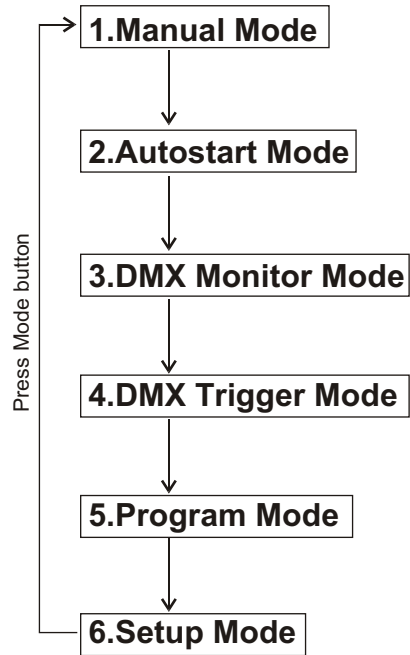 1.Manual Mode
2.Autostart Mode
3.DMX Monitor Mode
4.DMX Trigger Mode
5.Program Mode
6.Setup Mode
Press Mode button